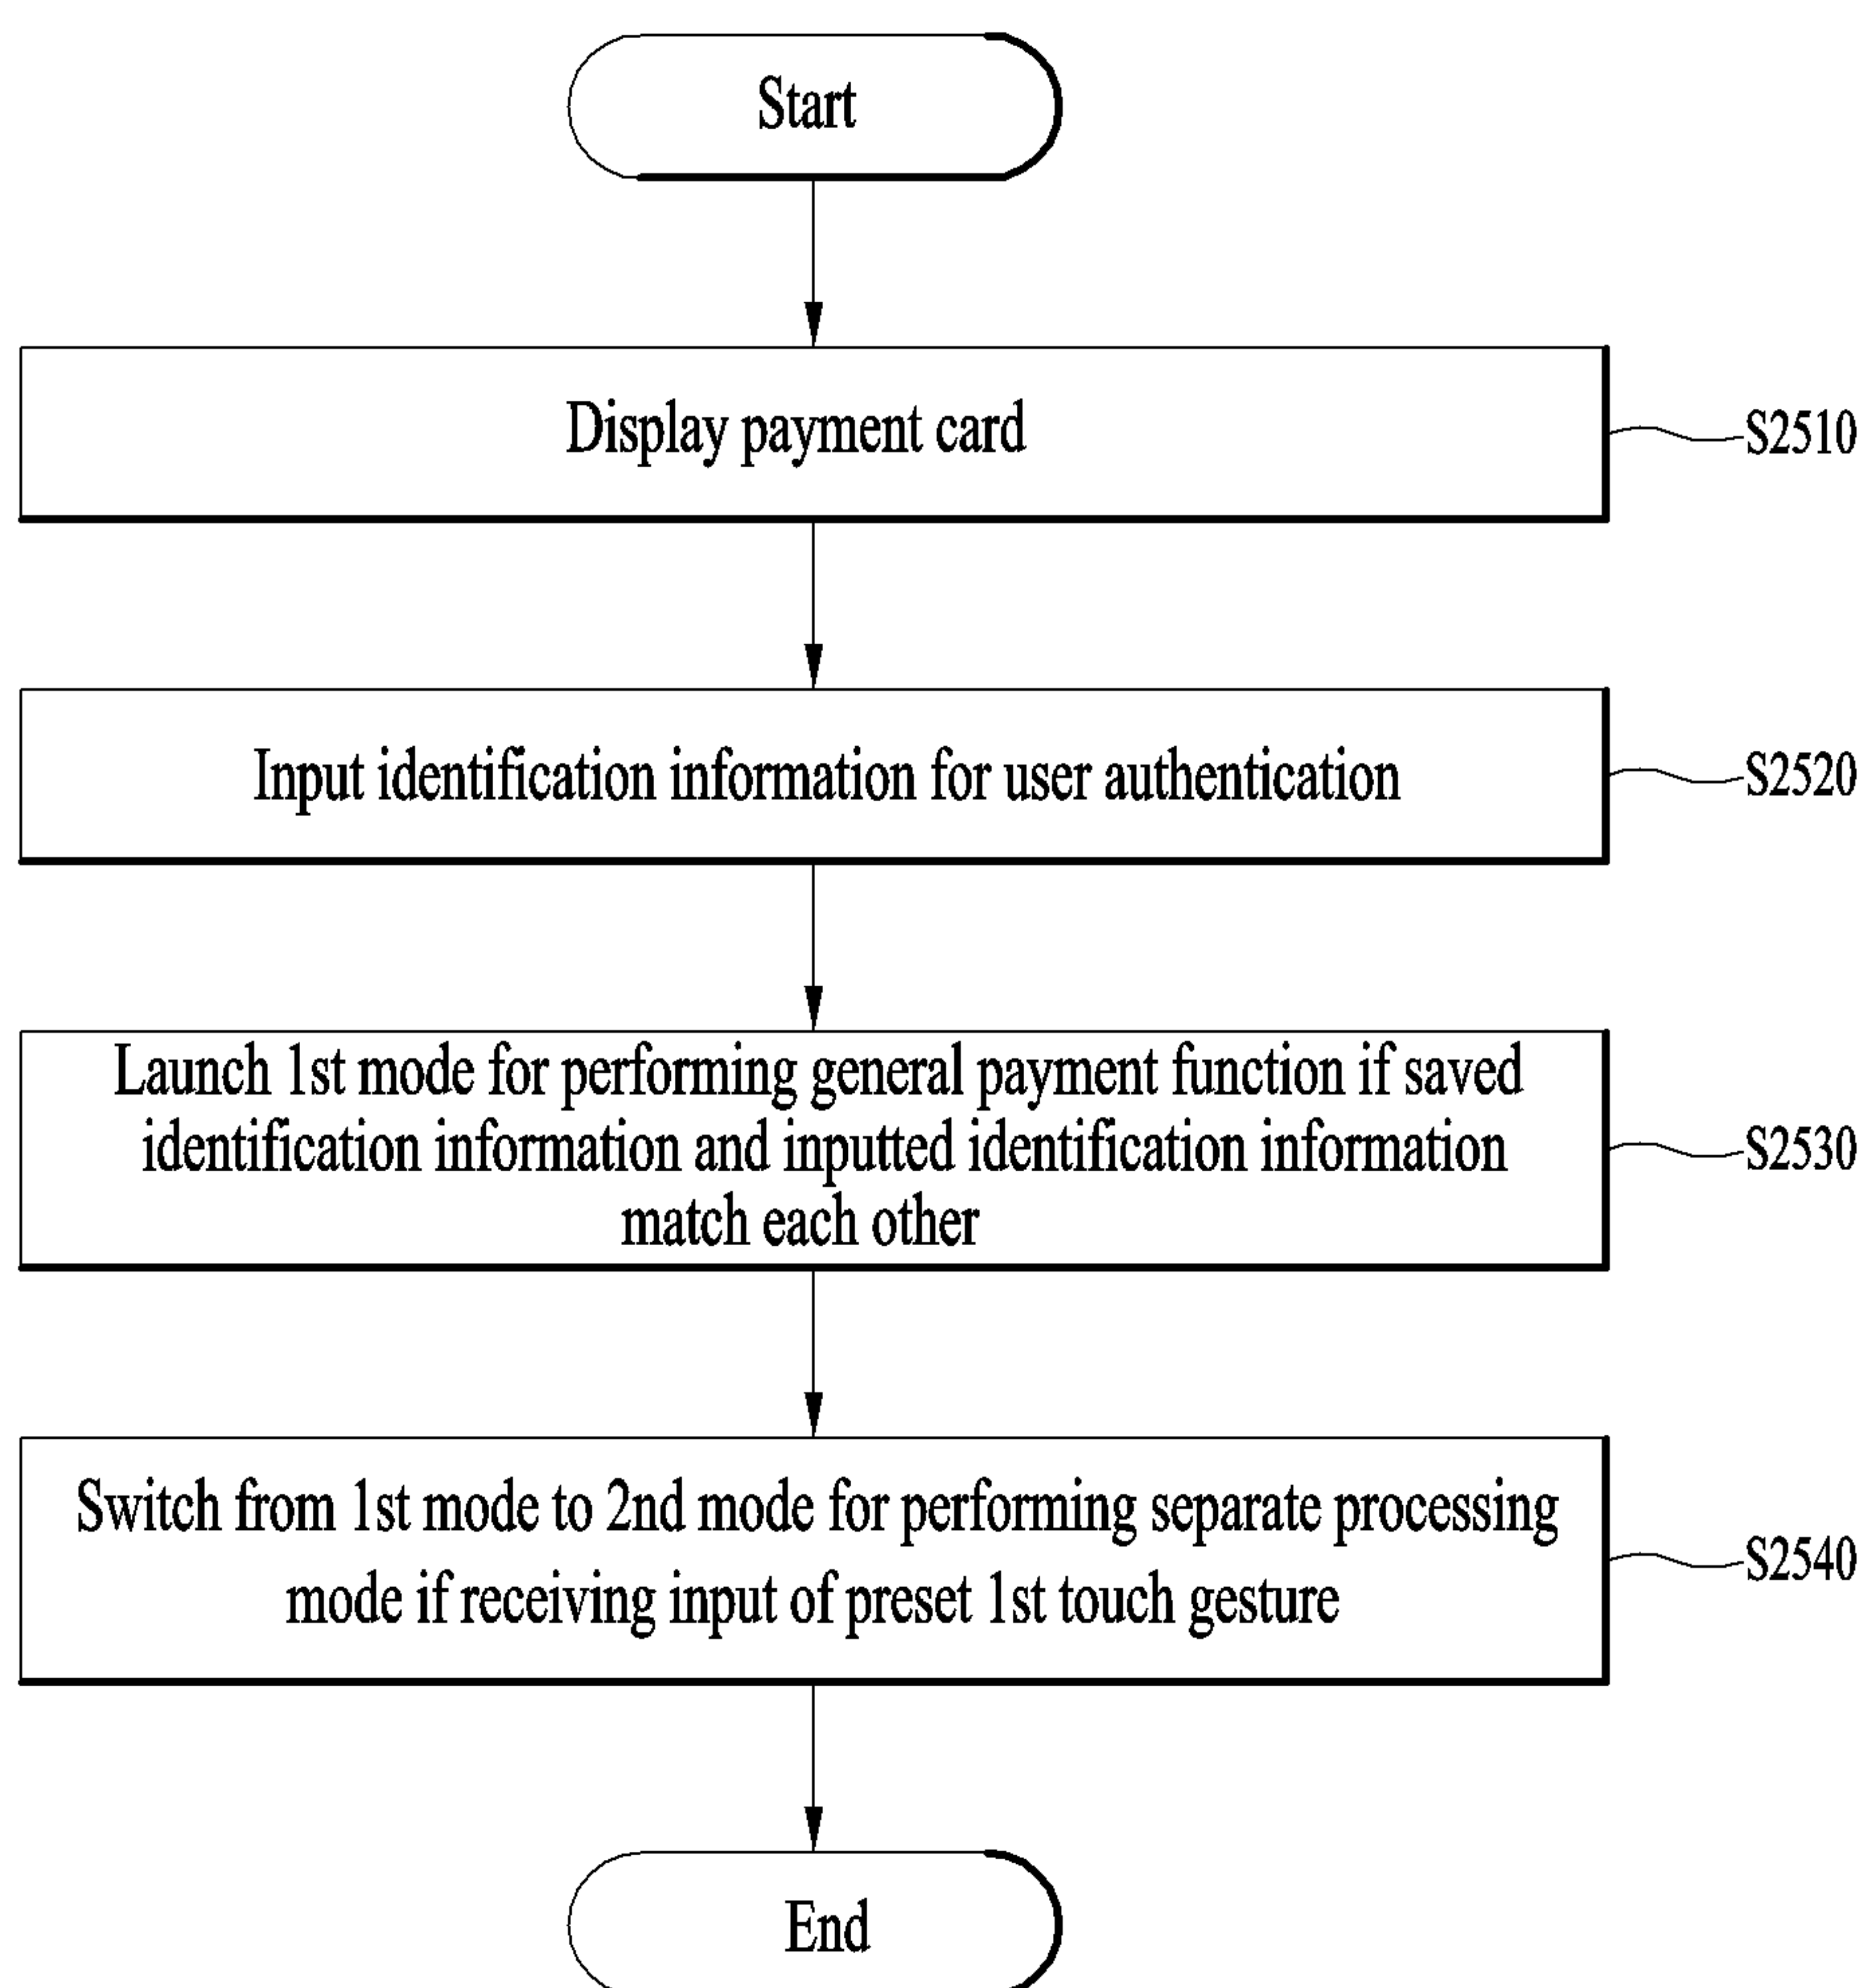 Start
Display payment card
S2510
Input identification information for user authentication
S2520
Launch 1st mode for performing general payment function if saved
identification information and inputted identification information
match each other
S2530
Switch from 1st mode to 2nd mode for performing separate processing
mode if receiving input of preset 1st touch gesture
S2540
End